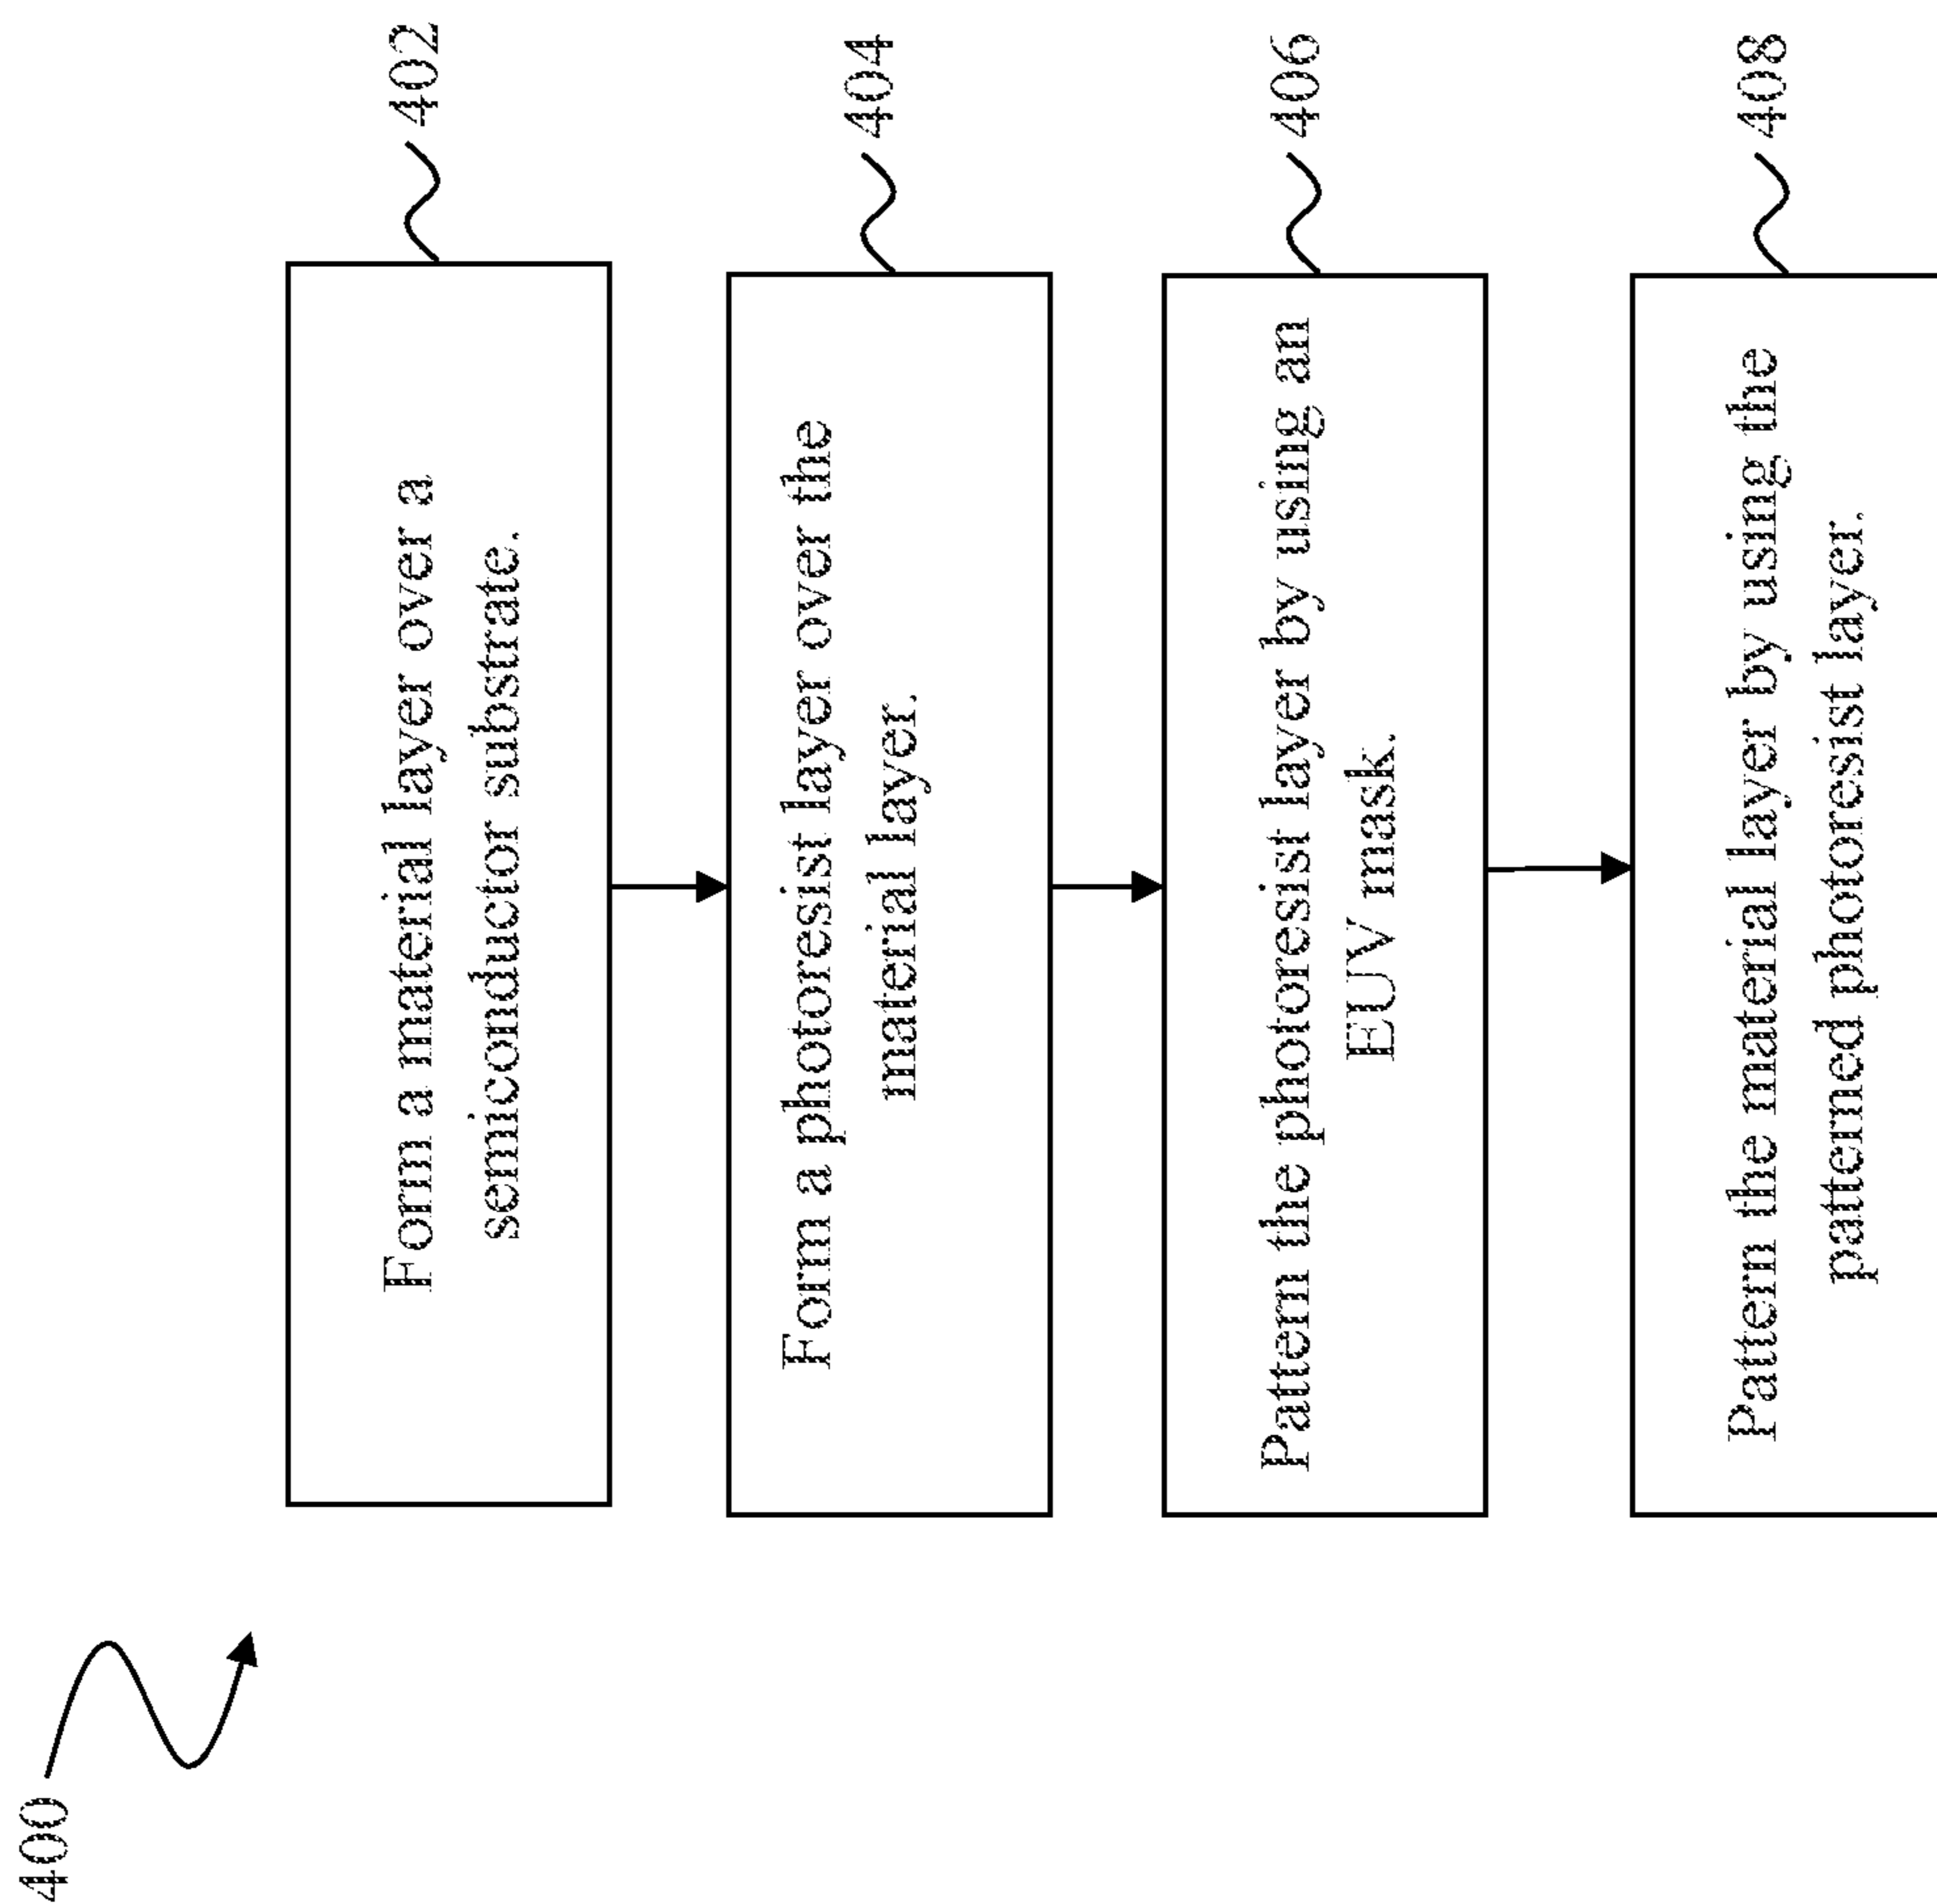 400
Form a material layer over a
semiconductor substrate.
402
Form a photoresist layer over the
material layer.
404
Pattern the photoresist layer by using an
EUV mask.
406
Pattern the material layer by using the
patterned photoresist layer.
408